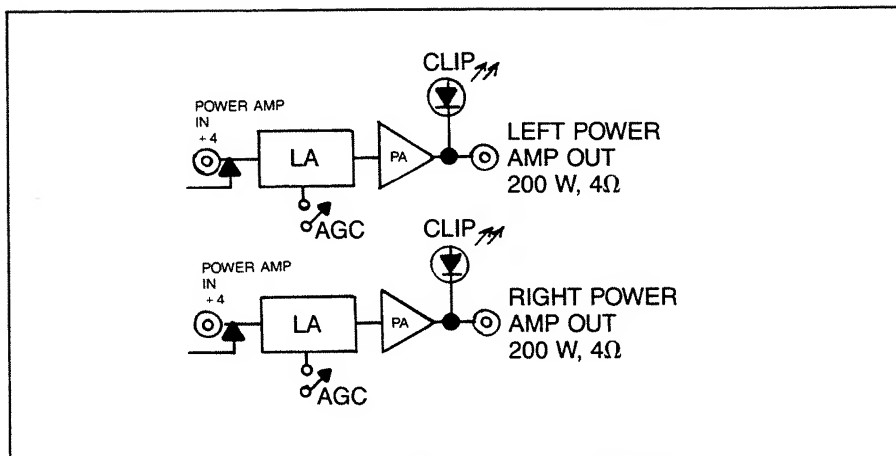 CLIP
POWER AMP
IN
+4
LA
PA
LEFT POWER
AMP OUT
200 W, 4Ω
AGC
CLIP
POWER AMP
IN
+4
LA
PA
RIGHT POWER
AMP OUT
200 W, 4Ω
AGC